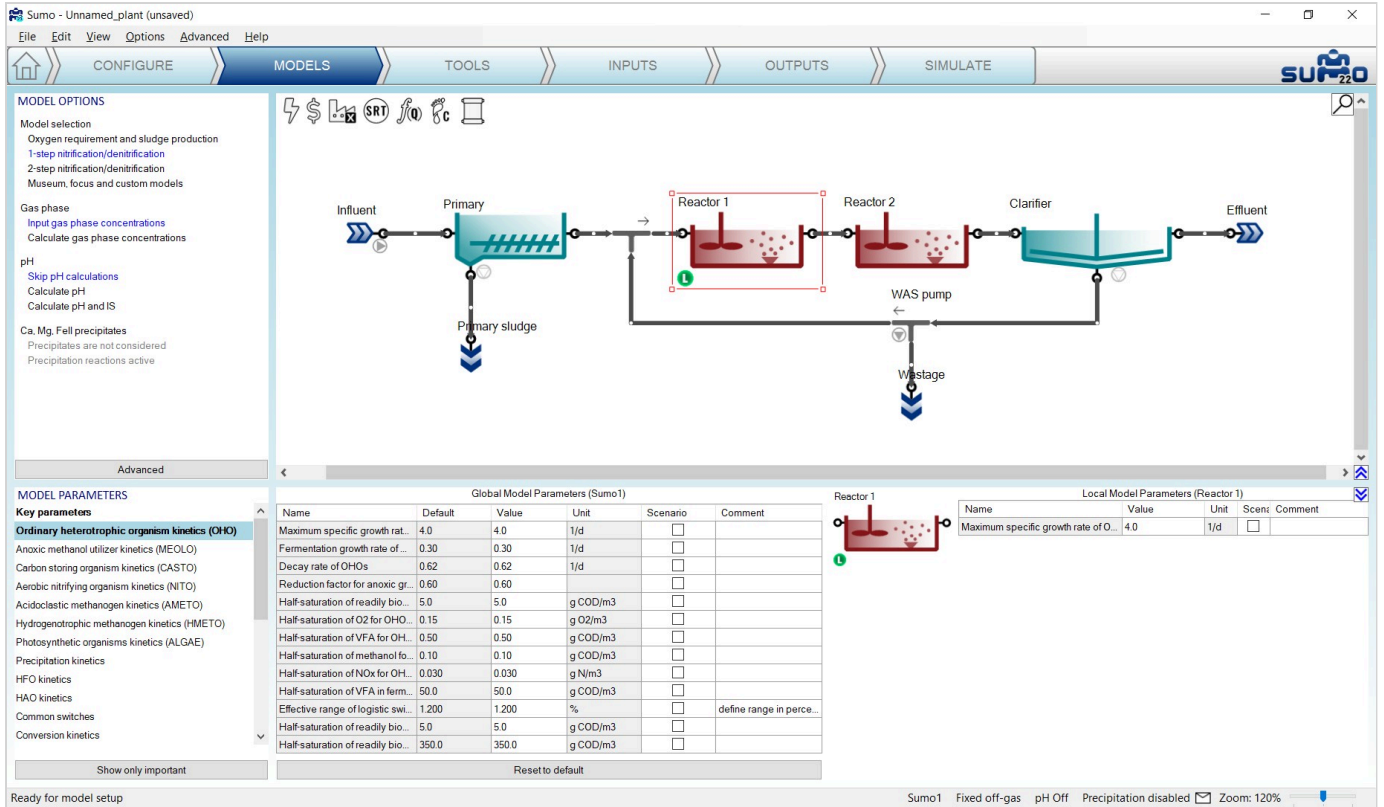 Sumo - Unnamed_plant (unsaved)
File Edit View Options Advanced Help
CONFIGURE MODELS TOOLS INPUTS OUTPUTS SIMULATE
SUMO 22
MODEL OPTIONS
Model selection
Oxygen requirement and sludge production
1-step nitrification/denitrification
2-step nitrification/denitrification
Museum, focus and custom models
Gas phase
Input gas phase concentrations
Calculate gas phase concentrations
pH
Skip pH calculations
Calculate pH
Calculate pH and IS
Ca, Mg, FeII precipitates
Precipitates are not considered
Precipitation reactions active
Advanced
$ SRT f(Q) C
Influent
Primary
Reactor 1
Reactor 2
Clarifier
Effluent
L
WAS pump
Primary sludge
Wastage
MODEL PARAMETERS
Key parameters
Ordinary heterotrophic organism kinetics (OHO)
Anoxic methanol utilizer kinetics (MEOLO)
Carbon storing organism kinetics (CASTO)
Aerobic nitrifying organism kinetics (NITO)
Acidoclastic methanogen kinetics (AMETO)
Hydrogenotrophic methanogen kinetics (HMETO)
Photosynthetic organisms kinetics (ALGAE)
Precipitation kinetics
HFO kinetics
HAO kinetics
Common switches
Conversion kinetics
Show only important
Global Model Parameters (Sumo1)
Name Default Value Unit Scenario Comment
Maximum specific growth rat... 4.0 4.0 1/d
Fermentation growth rate of ... 0.30 0.30 1/d
Decay rate of OHOs 0.62 0.62 1/d
Reduction factor for anoxic gr... 0.60 0.60
Half-saturation of readily bio... 5.0 5.0 g COD/m3
Half-saturation of O2 for OHO... 0.15 0.15 g O2/m3
Half-saturation of VFA for OH... 0.50 0.50 g COD/m3
Half-saturation of methanol fo... 0.10 0.10 g COD/m3
Half-saturation of NOx for OH... 0.030 0.030 g N/m3
Half-saturation of VFA in ferm... 50.0 50.0 g COD/m3
Effective range of logistic swi... 1.200 1.200 % define range in perce...
Half-saturation of readily bio... 5.0 5.0 g COD/m3
Half-saturation of readily bio... 350.0 350.0 g COD/m3
Reset to default
Reactor 1
L
Local Model Parameters (Reactor 1)
Name Value Unit Scena Comment
Maximum specific growth rate of O... 4.0 1/d
Ready for model setup
Sumo1 Fixed off-gas pH Off Precipitation disabled Zoom: 120%